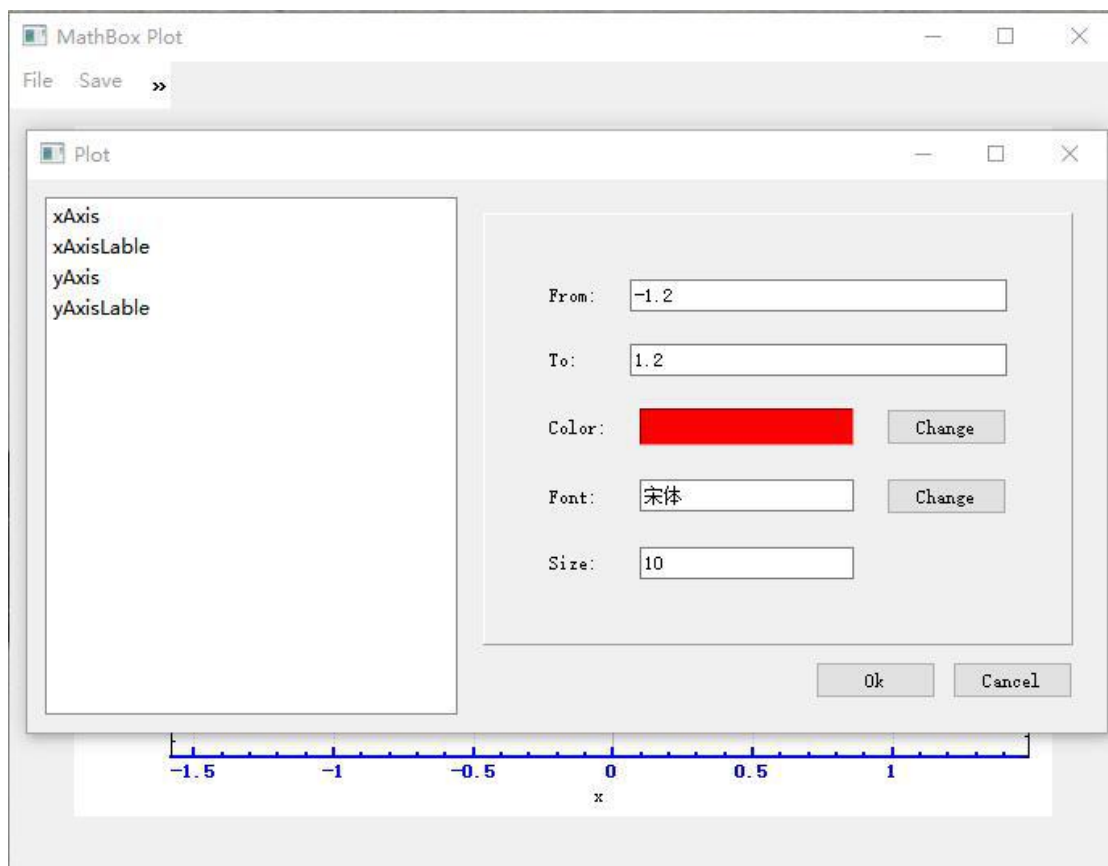 MathBox Plot
File Save »
Plot
xAxis
xAxisLable
yAxis
yAxisLable
From: -1.2
To: 1.2
Color: Change
Font: 宋体 Change
Size: 10
Ok Cancel
-1.5 -1 -0.5 0 0.5 1
x